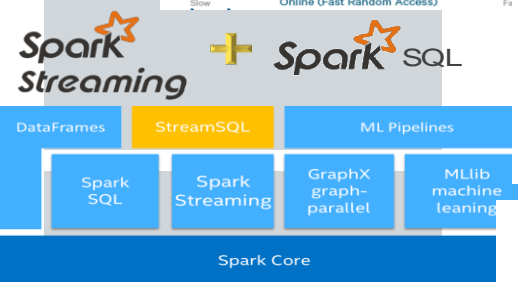 Slow
Online (Fast Random Access)
Spark
Streaming
+
Spark SQL
DataFrames
StreamSQL
ML Pipelines
Spark
SQL
Spark
Streaming
GraphX
graph-
parallel
MLlib
machine
leaning
Spark Core